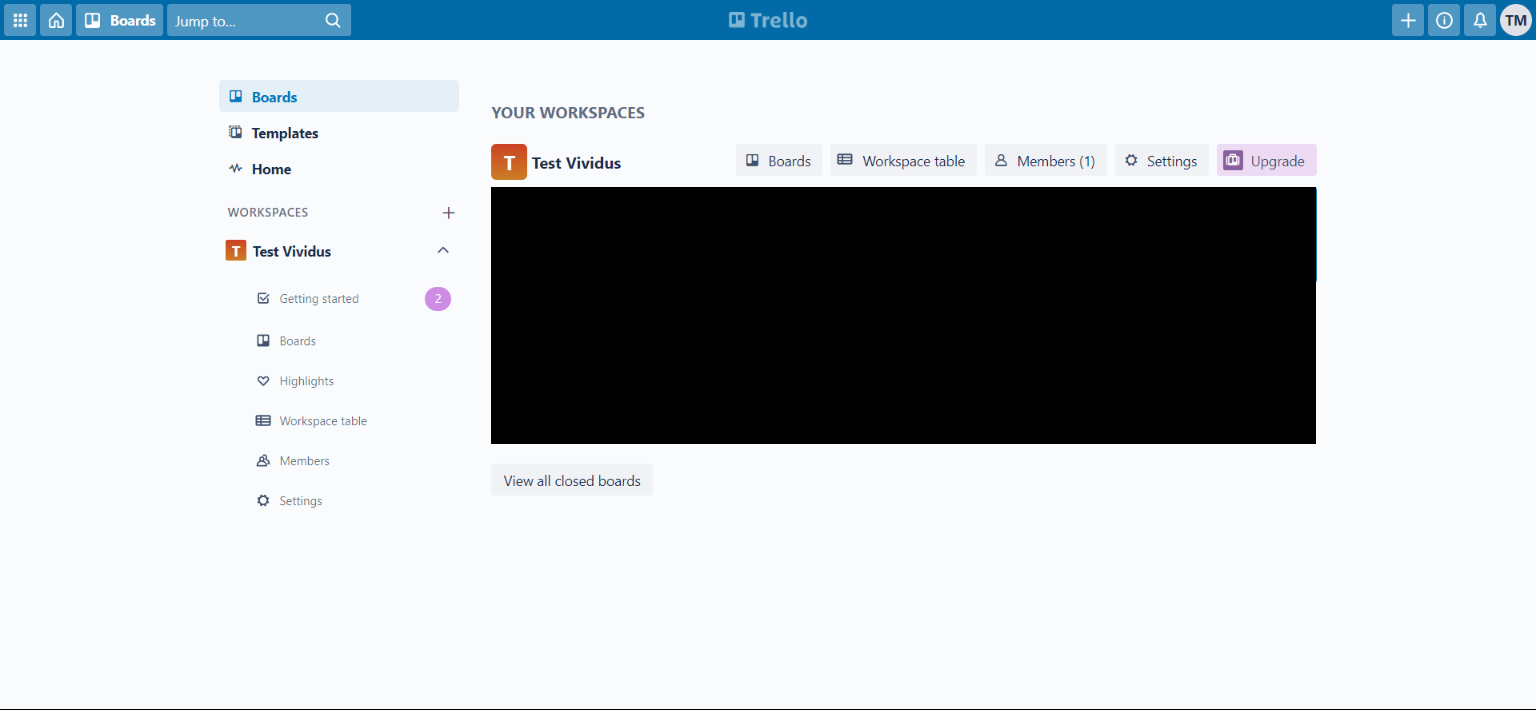 Boards Jump to... Trello TM
Boards
Templates
Home
WORKSPACES
T Test Vividus
Getting started 2
Boards
Highlights
Workspace table
Members
Settings
YOUR WORKSPACES
T Test Vividus Boards Workspace table Members (1) Settings Upgrade
View all closed boards